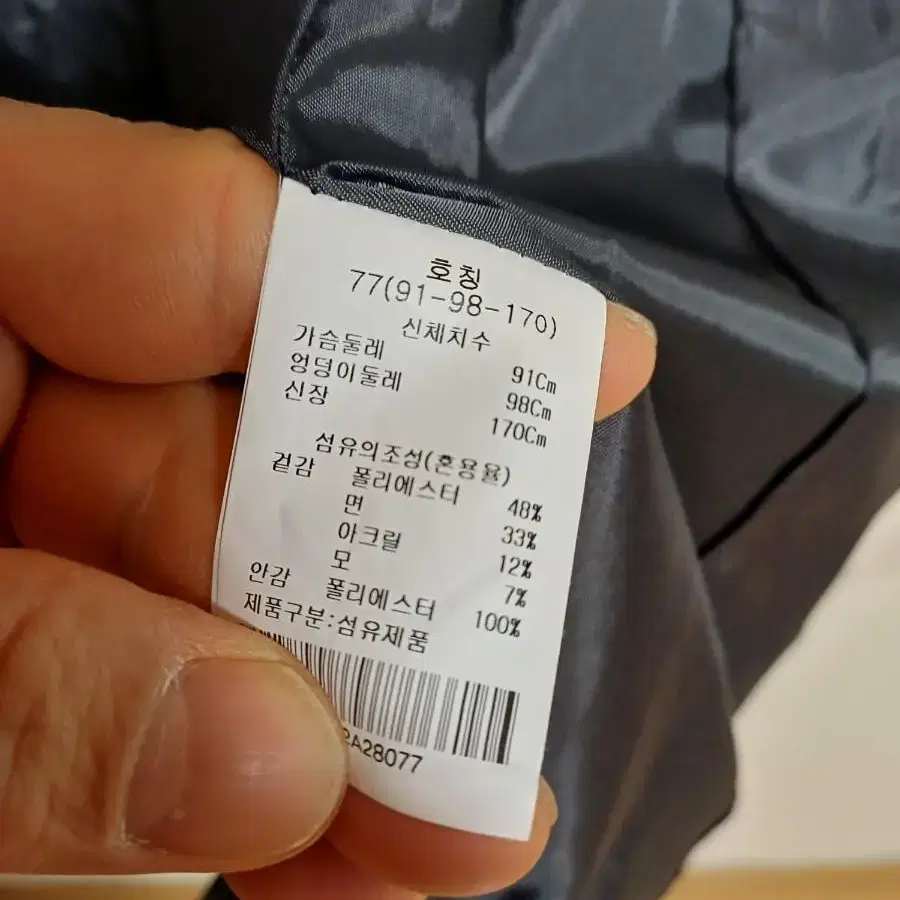 호칭
77(91-98-170)
신체치수
가슴둘레 91Cm
엉덩이둘레 98Cm
신장 170Cm
섬유의조성(혼용율)
겉감 폴리에스터 48%
면 33%
아크릴 12%
모 7%
안감 폴리에스터 100%
제품구분:섬유제품
A28077